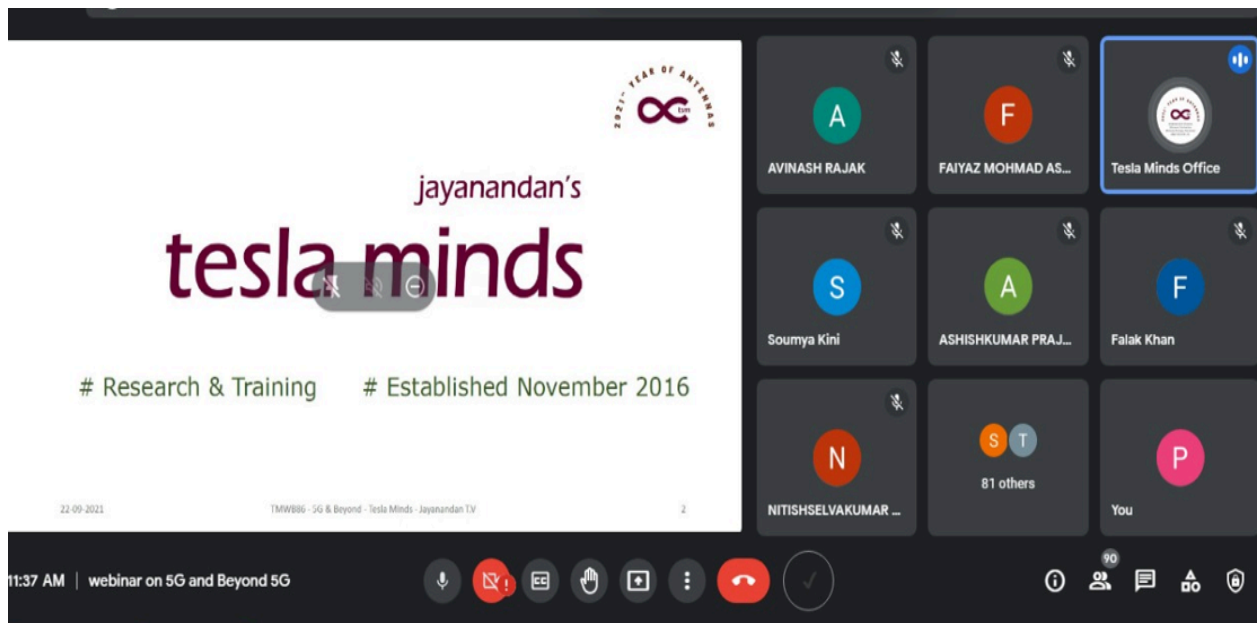 2021- YEAR OF ANTENNAS
tsm
jayanandan's
tesla minds
# Research & Training # Established November 2016
22-09-2021 TMWB86 - 5G & Beyond - Tesla Minds - Jayanandan T.V 2
A
AVINASH RAJAK
F
FAIYAZ MOHMAD AS...
Tesla Minds Office
S
Soumya Kini
A
ASHISHKUMAR PRAJ...
F
Falak Khan
N
NITISHSELVAKUMAR ...
S T
81 others
P
You
11:37 AM | webinar on 5G and Beyond 5G
CC
90